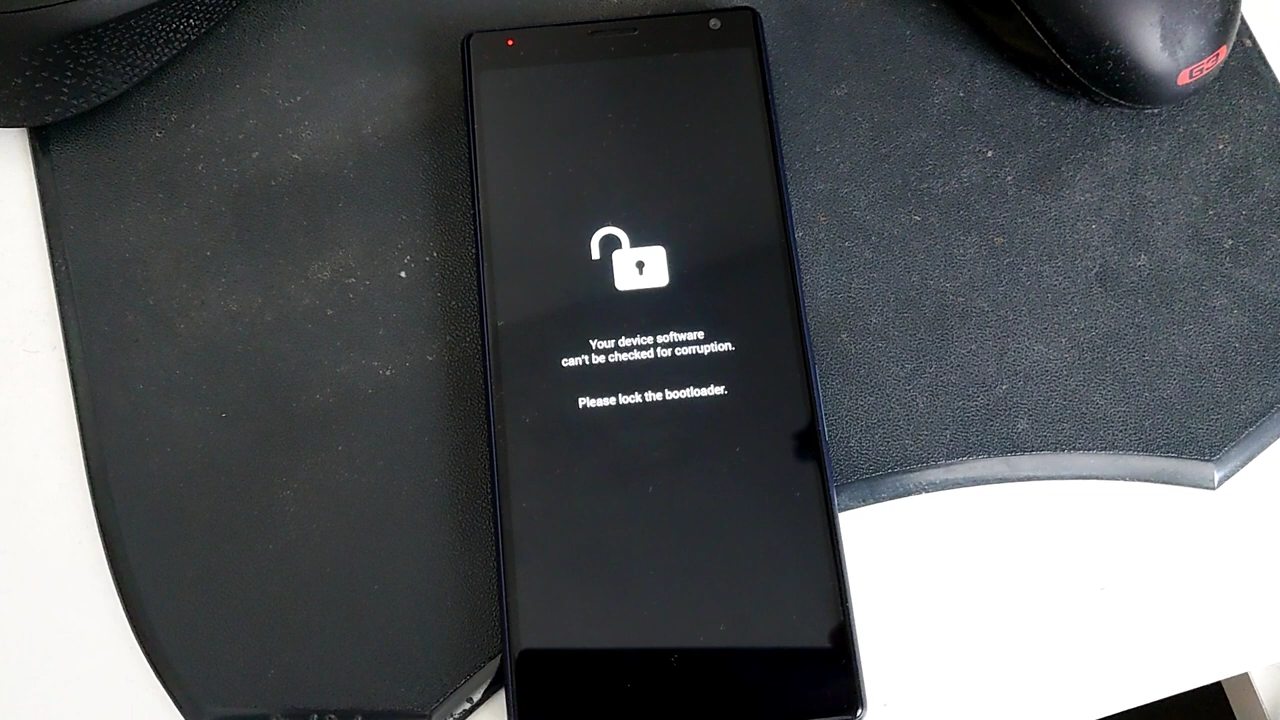 Your device software
can't be checked for corruption.
Please lock the bootloader.